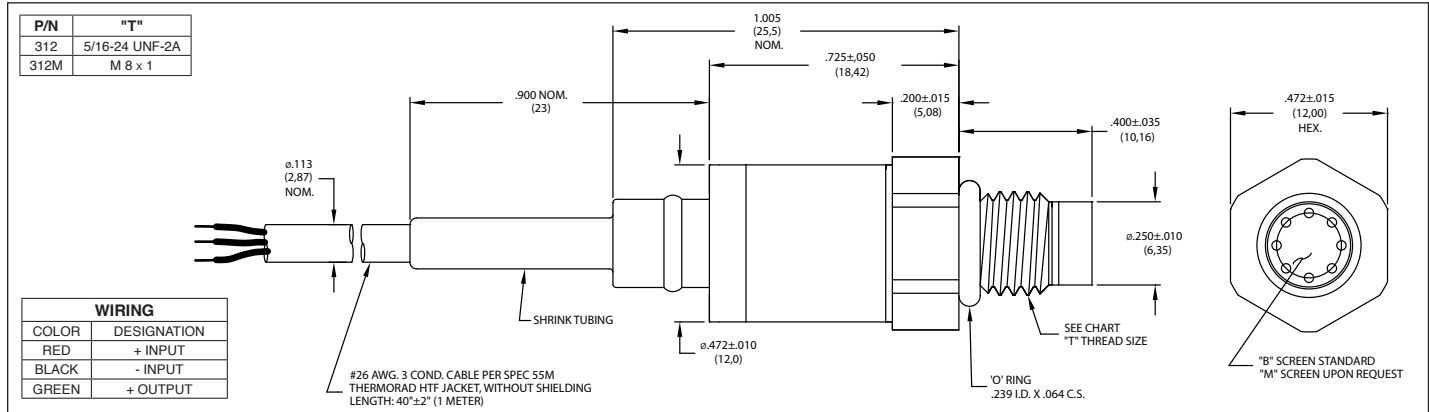 P/N "T"
312 5/16-24 UNF-2A
312M M 8 x 1
1.005
(25,5)
NOM.
.725±,050
(18,42)
.900 NOM.
(23)
.200±.015
(5,08)
.400±.035
(10,16)
.472±.015
(12,00)
HEX.
ø.113
(2,87)
NOM.
ø.250±.010
(6,35)
WIRING
COLOR DESIGNATION
RED + INPUT
BLACK - INPUT
GREEN + OUTPUT
SHRINK TUBING
ø.472±.010
(12,0)
SEE CHART
"T" THREAD SIZE
#26 AWG. 3 COND. CABLE PER SPEC 55M
THERMORAD HTF JACKET, WITHOUT SHIELDING
LENGTH: 40"±2" (1 METER)
'O' RING
.239 I.D. X .064 C.S.
"B" SCREEN STANDARD
"M" SCREEN UPON REQUEST